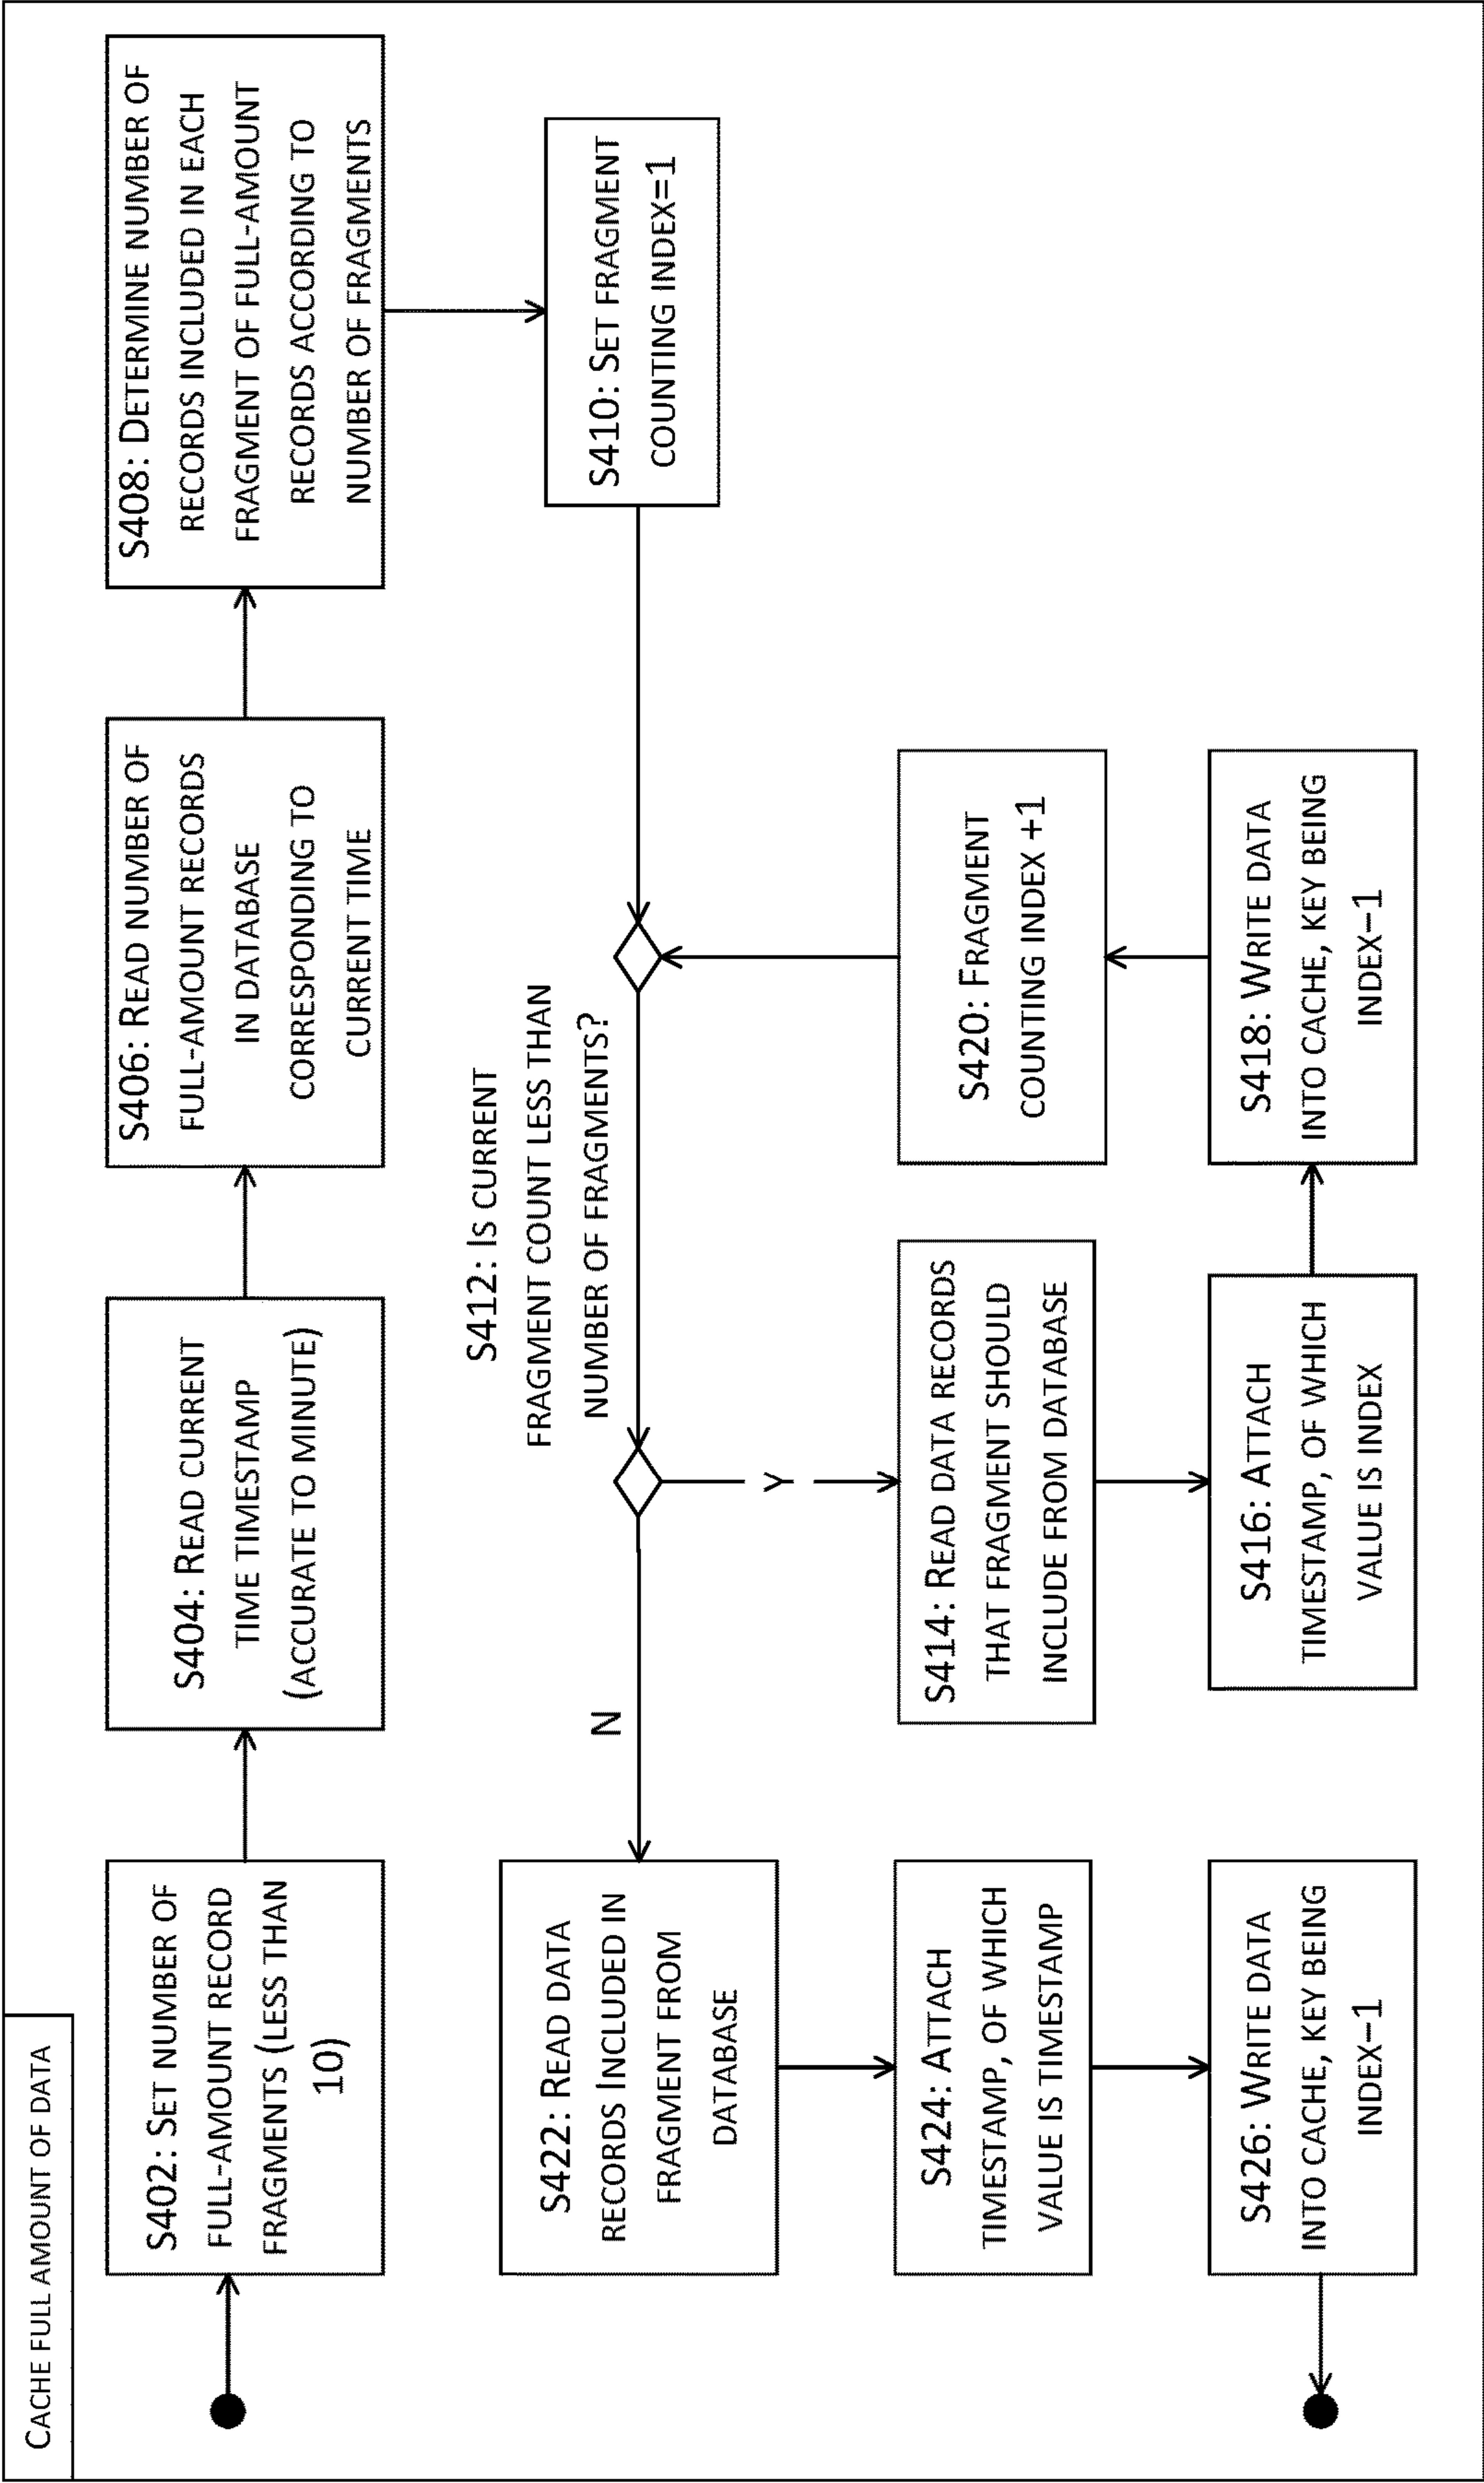 CACHE FULL AMOUNT OF DATA
S402: SET NUMBER OF
FULL-AMOUNT RECORD
FRAGMENTS (LESS THAN
10)
S404: READ CURRENT
TIME TIMESTAMP
(ACCURATE TO MINUTE)
S406: READ NUMBER OF
FULL-AMOUNT RECORDS
IN DATABASE
CORRESPONDING TO
CURRENT TIME
S408: DETERMINE NUMBER OF
RECORDS INCLUDED IN EACH
FRAGMENT OF FULL-AMOUNT
RECORDS ACCORDING TO
NUMBER OF FRAGMENTS
S410: SET FRAGMENT
COUNTING INDEX=1
S412: IS CURRENT
FRAGMENT COUNT LESS THAN
NUMBER OF FRAGMENTS?
Y
N
S414: READ DATA RECORDS
THAT FRAGMENT SHOULD
INCLUDE FROM DATABASE
S416: ATTACH
TIMESTAMP, OF WHICH
VALUE IS INDEX
S418: WRITE DATA
INTO CACHE, KEY BEING
INDEX−1
S420: FRAGMENT
COUNTING INDEX +1
S422: READ DATA
RECORDS INCLUDED IN
FRAGMENT FROM
DATABASE
S424: ATTACH
TIMESTAMP, OF WHICH
VALUE IS TIMESTAMP
S426: WRITE DATA
INTO CACHE, KEY BEING
INDEX−1